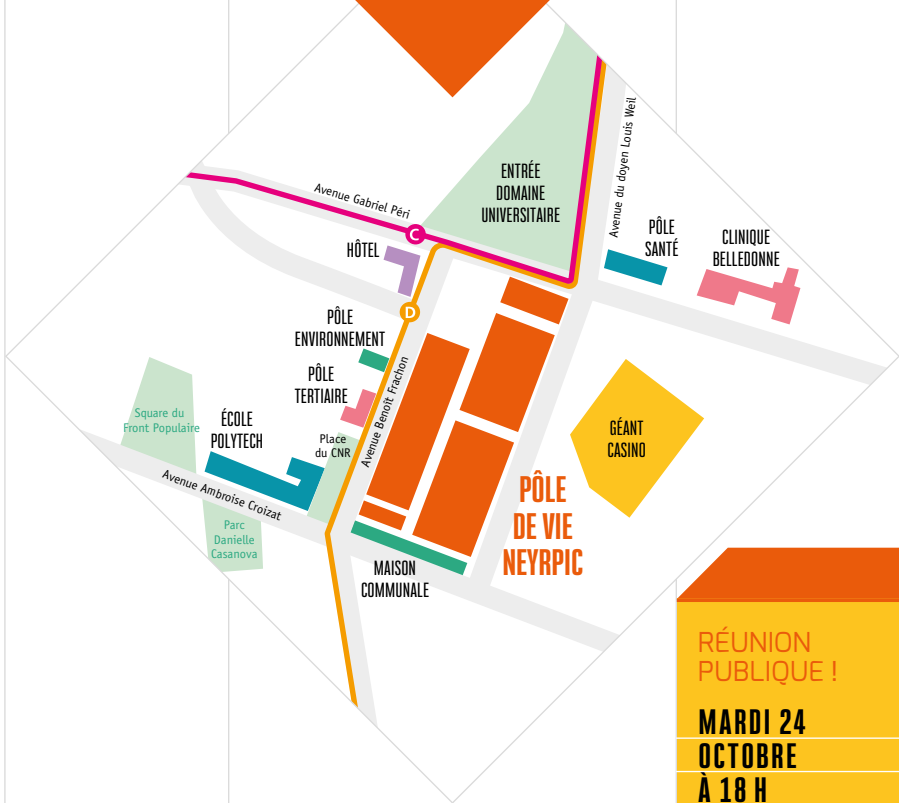 Avenue du doyen Louis Weil
ENTRÉE
DOMAINE
UNIVERSITAIRE
Avenue Gabriel Péri
C
HÔTEL
PÔLE
SANTÉ
CLINIQUE
BELLEDONNE
D
PÔLE
ENVIRONNEMENT
PÔLE
TERTIAIRE
Avenue Benoît Frachon
Square du
Front Populaire
ÉCOLE
POLYTECH
Place
du CNR
GÉANT
CASINO
Avenue Ambroise Croizat
PÔLE
DE VIE
NEYRPIC
Parc
Danielle
Casanova
MAISON
COMMUNALE
RÉUNION
PUBLIQUE !
MARDI 24
OCTOBRE
À 18 H